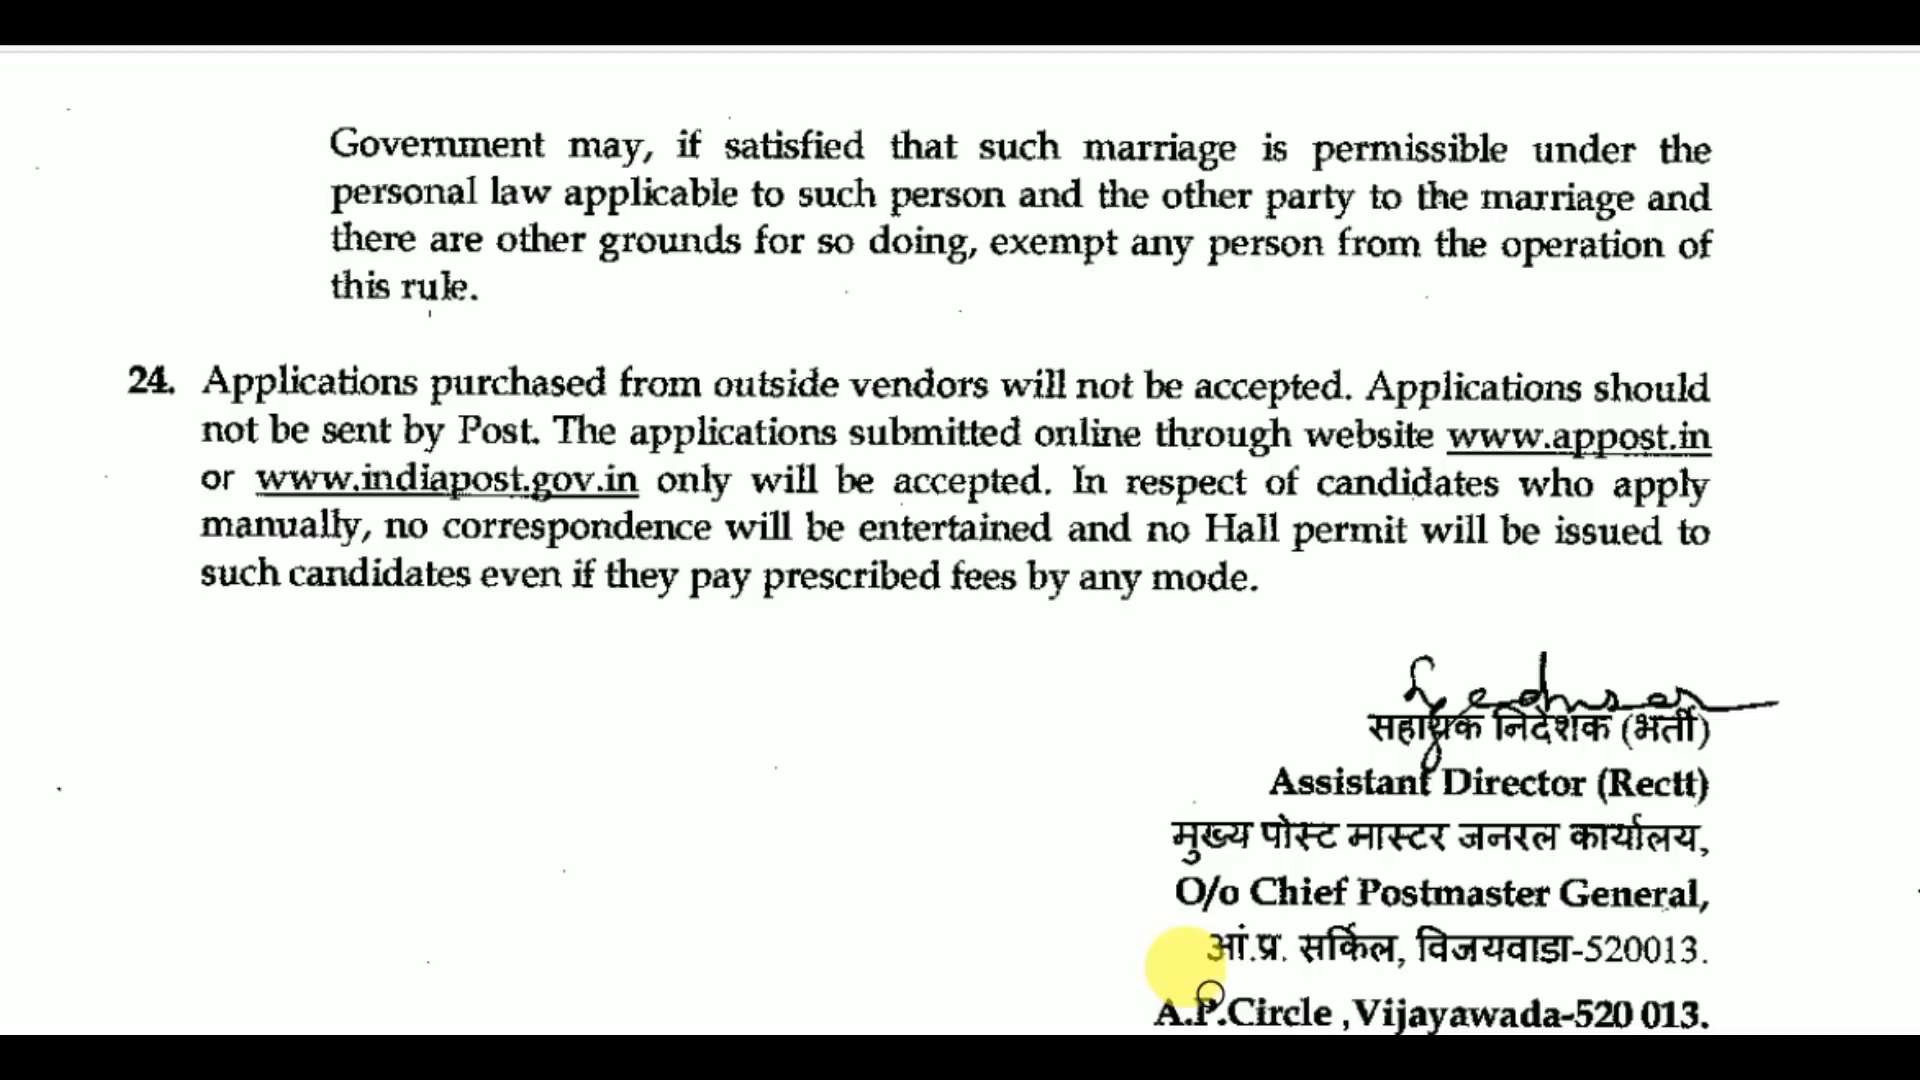 Government may, if satisfied that such marriage is permissible under the
personal law applicable to such person and the other party to the marriage and
there are other grounds for so doing, exempt any person from the operation of
this rule.
24. Applications purchased from outside vendors will not be accepted. Applications should
not be sent by Post. The applications submitted online through website www.appost.in
or www.indiapost.gov.in only will be accepted. In respect of candidates who apply
manually, no correspondence will be entertained and no Hall permit will be issued to
such candidates even if they pay prescribed fees by any mode.
सहायक निदेशक (भर्ती)
Assistant Director (Rectt)
मुख्य पोस्ट मास्टर जनरल कार्यालय,
O/o Chief Postmaster General,
आं.प्र. सर्किल, विजयवाडा-520013.
A.P.Circle ,Vijayawada-520 013.